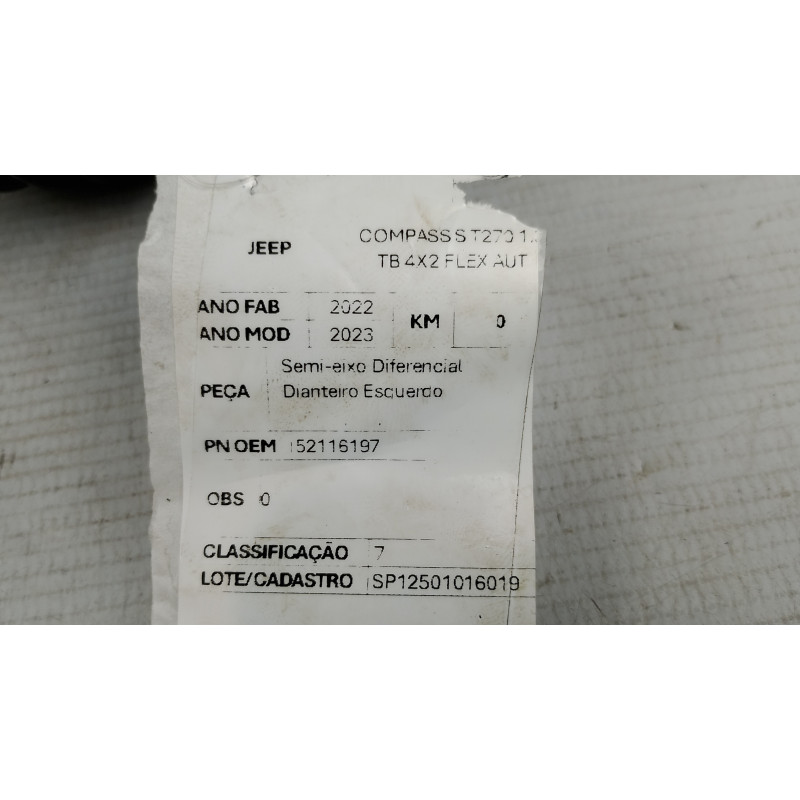 JEEP
COMPASS S T270 1.
TB 4X2 FLEX AUT
ANO FAB 2022
ANO MOD 2023
KM 0
PEÇA Semi-eixo Diferencial
Dianteiro Esquerdo
PN OEM 52116197
OBS 0
CLASSIFICAÇÃO 7
LOTE/CADASTRO SP12501016019